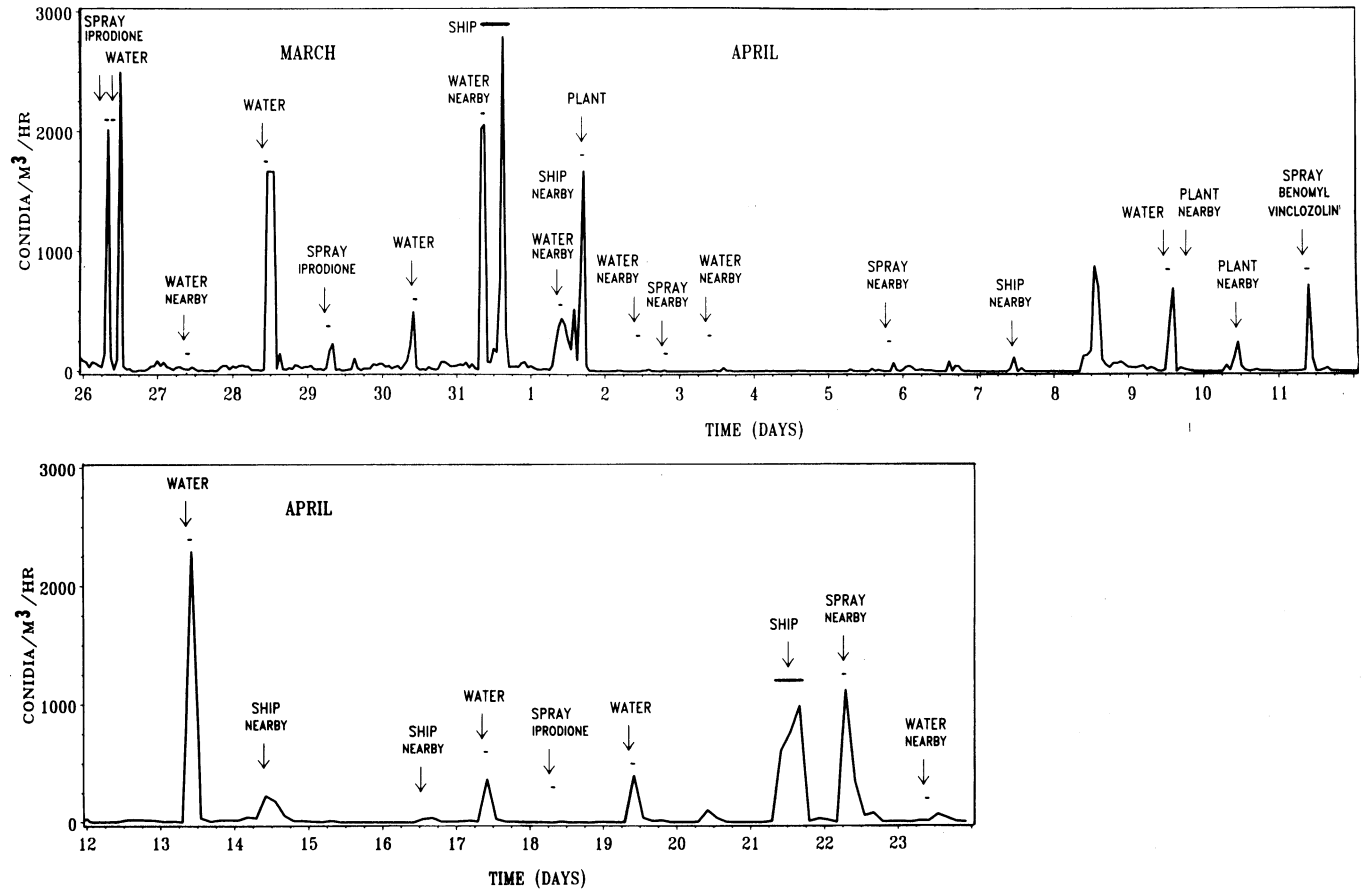 3000
2000
1000
0
CONIDIA/M³/HR
MARCH
APRIL
SPRAY
IPRODIONE
WATER
WATER
NEARBY
WATER
SPRAY
IPRODIONE
WATER
WATER
NEARBY
SHIP
SHIP
NEARBY
WATER
NEARBY
PLANT
WATER
NEARBY
SPRAY
NEARBY
WATER
NEARBY
SPRAY
NEARBY
SHIP
NEARBY
WATER
PLANT
NEARBY
PLANT
NEARBY
SPRAY
BENOMYL
VINCLOZOLIN'
26 27 28 29 30 31 1 2 3 4 5 6 7 8 9 10 11
TIME (DAYS)
3000
2000
1000
0
CONIDIA/M³/HR
APRIL
WATER
SHIP
NEARBY
SHIP
NEARBY
WATER
SPRAY
IPRODIONE
WATER
SHIP
SPRAY
NEARBY
WATER
NEARBY
12 13 14 15 16 17 18 19 20 21 22 23
TIME (DAYS)